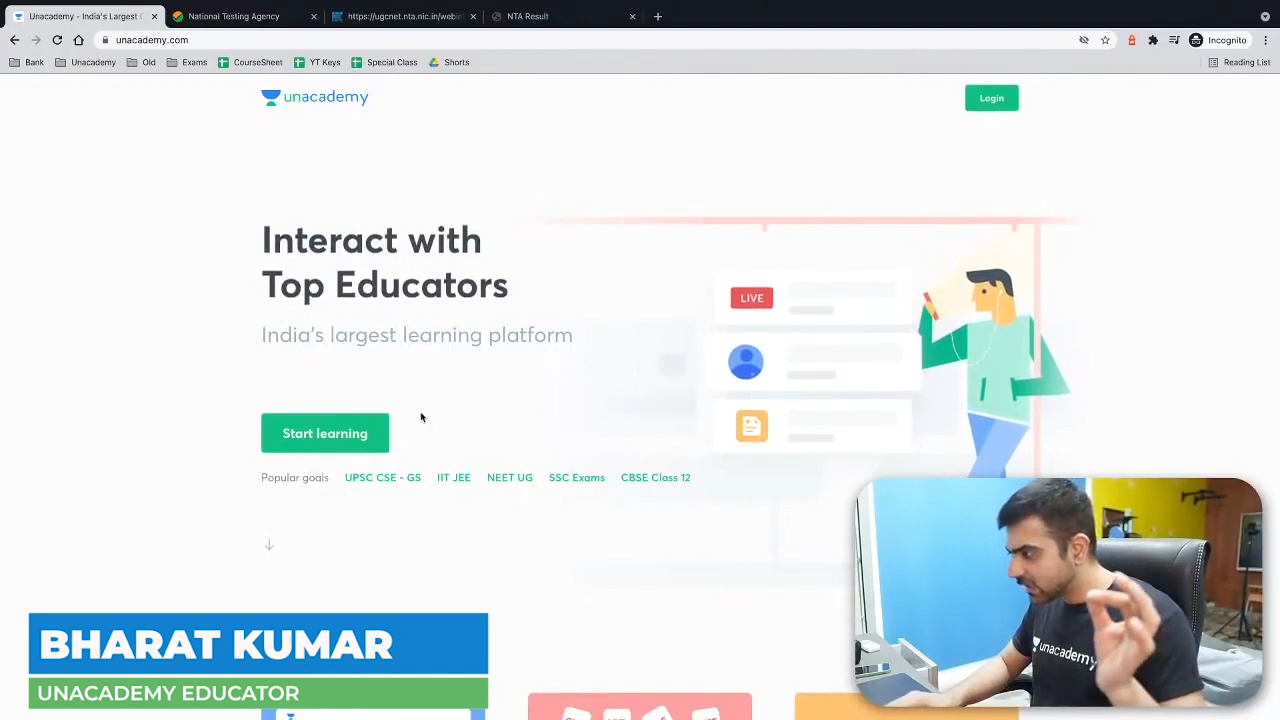 Unacademy - India's Largest
National Testing Agency
https://ugcnet.nta.nic.in/webin
NTA Result
unacademy.com
Incognito
Bank
Unacademy
Old
Exams
CourseSheet
YT Keys
Special Class
Shorts
Reading List
unacademy
Login
Interact with
Top Educators
India's largest learning platform
LIVE
Start learning
Popular goals
UPSC CSE - GS
IIT JEE
NEET UG
SSC Exams
CBSE Class 12
unacademy
BHARAT KUMAR
UNACADEMY EDUCATOR